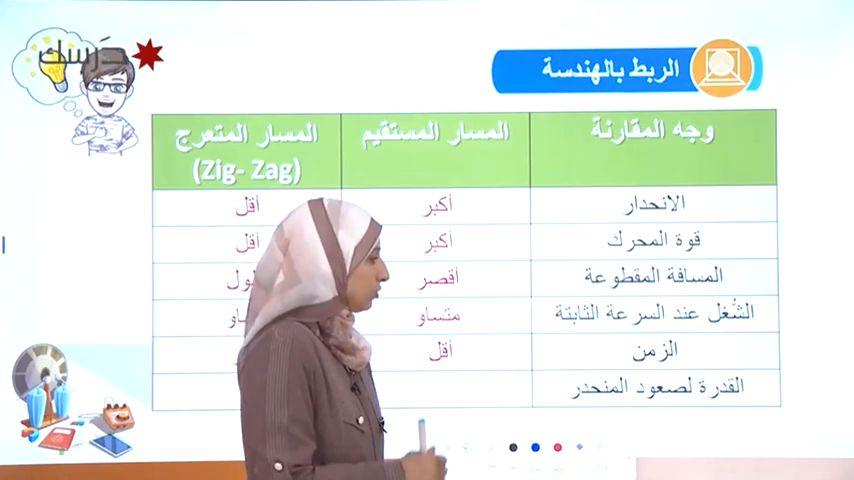 درسك
الربط بالهندسة
وجه المقارنة المسار المستقيم المسار المتعرج
(Zig- Zag)
الانحدار أكبر أقل
قوة المحرك أكبر أقل
المسافة المقطوعة أقصر
الشُغل عند السرعة الثابتة متساو
الزمن أقل
القدرة لصعود المنحدر